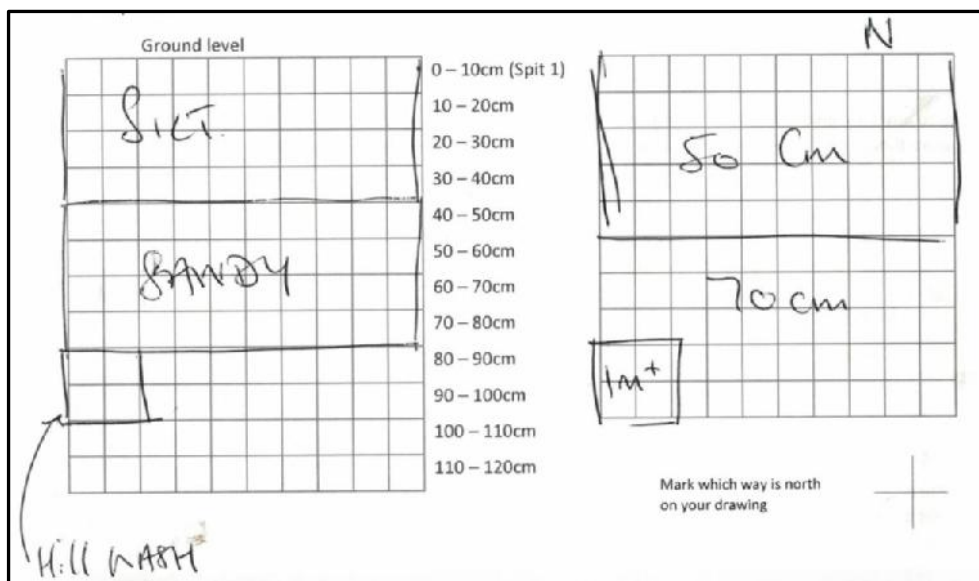 Ground level
SILT.
SANDY
Hill WASH
0 – 10cm (Spit 1)
10 – 20cm
20 – 30cm
30 – 40cm
40 – 50cm
50 – 60cm
60 – 70cm
70 – 80cm
80 – 90cm
90 – 100cm
100 – 110cm
110 – 120cm
N
50 Cm
70 cm
1m+
Mark which way is north
on your drawing